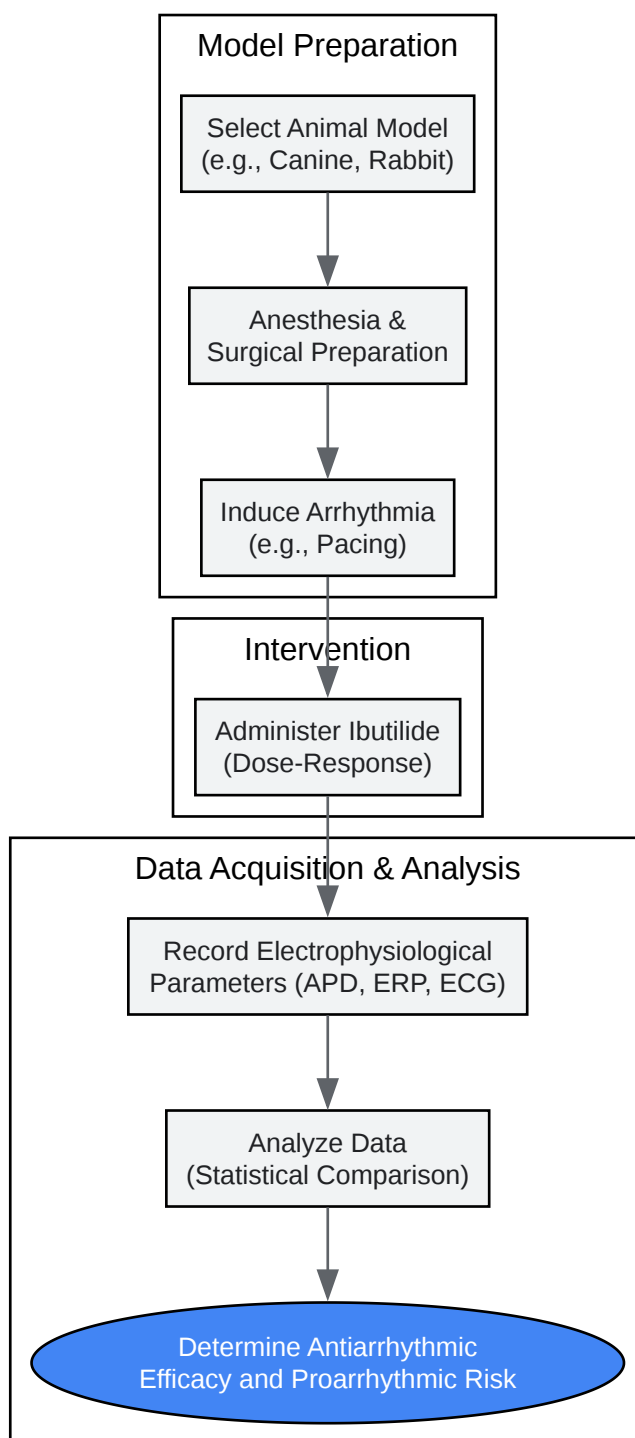 Model Preparation
Select Animal Model
(e.g., Canine, Rabbit)
Anesthesia &
Surgical Preparation
Induce Arrhythmia
(e.g., Pacing)
Intervention
Administer Ibutilide
(Dose-Response)
Data Acquisition & Analysis
Record Electrophysiological
Parameters (APD, ERP, ECG)
Analyze Data
(Statistical Comparison)
Determine Antiarrhythmic
Efficacy and Proarrhythmic Risk